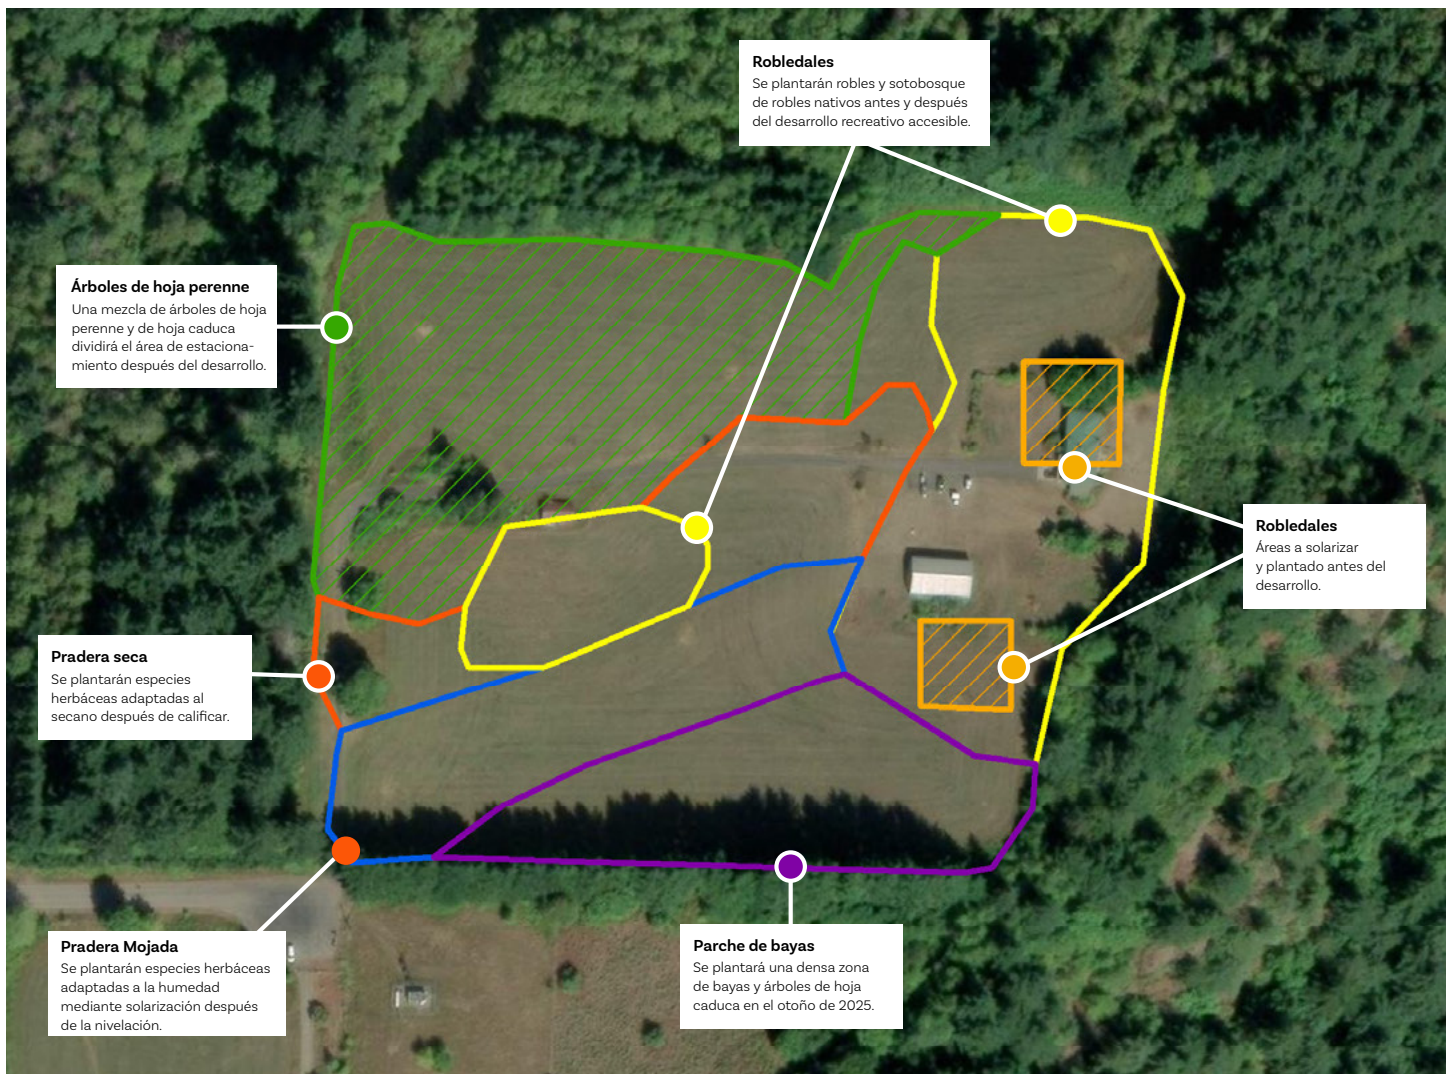 Robledales
Se plantarán robles y sotobosque
de robles nativos antes y después
del desarrollo recreativo accesible.
Árboles de hoja perenne
Una mezcla de árboles de hoja
perenne y de hoja caduca
dividirá el área de estaciona-
miento después del desarrollo.
Robledales
Áreas a solarizar
y plantado antes del
desarrollo.
Pradera seca
Se plantarán especies
herbáceas adaptadas al
secano después de calificar.
Pradera Mojada
Se plantarán especies herbáceas
adaptadas a la humedad
mediante solarización después
de la nivelación.
Parche de bayas
Se plantará una densa zona
de bayas y árboles de hoja
caduca en el otoño de 2025.